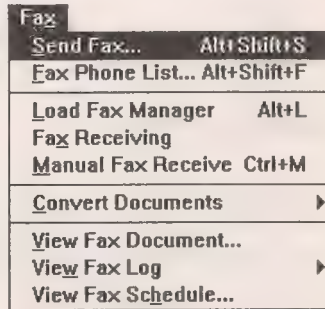 Fax
Send Fax... Alt+Shift+S
Fax Phone List... Alt+Shift+F
Load Fax Manager Alt+L
Fax Receiving
Manual Fax Receive Ctrl+M
Convert Documents
View Fax Document...
View Fax Log
View Fax Schedule...